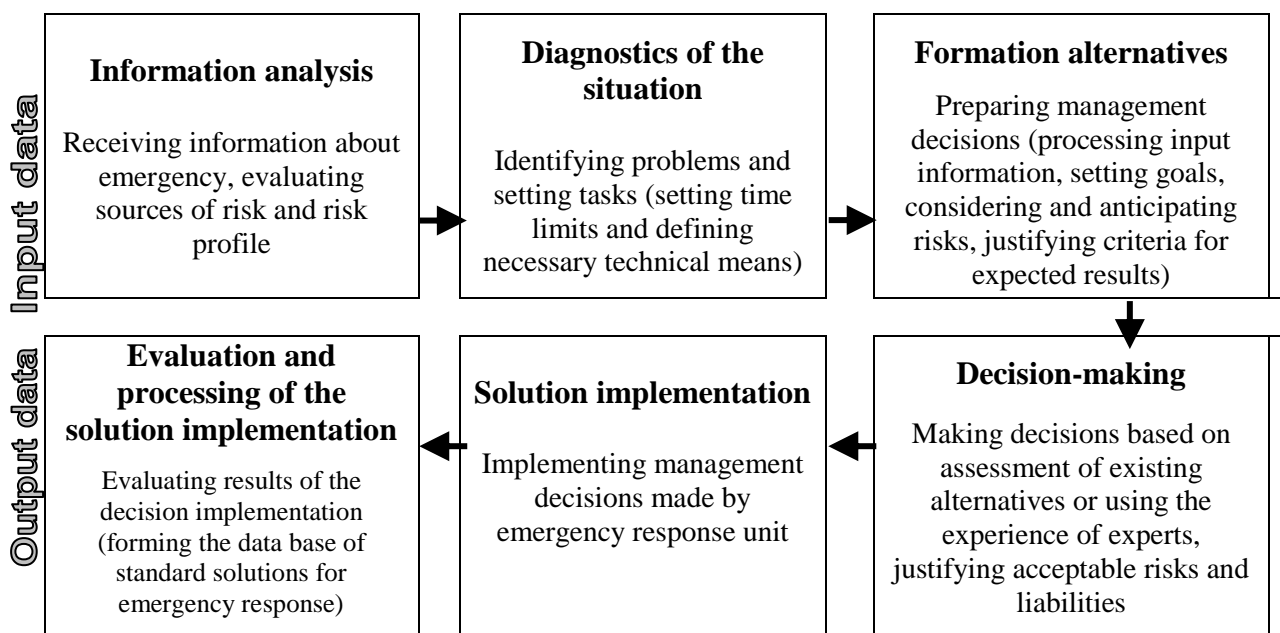 Input data
Information analysis
Receiving information about
emergency, evaluating
sources of risk and risk
profile
Diagnostics of the
situation
Identifying problems and
setting tasks (setting time
limits and defining
necessary technical means)
Formation alternatives
Preparing management
decisions (processing input
information, setting goals,
considering and anticipating
risks, justifying criteria for
expected results)
Decision-making
Making decisions based on
assessment of existing
alternatives or using the
experience of experts,
justifying acceptable risks and
liabilities
Solution implementation
Implementing management
decisions made by
emergency response unit
Output data
Evaluation and
processing of the
solution implementation
Evaluating results of the
decision implementation
(forming the data base of
standard solutions for
emergency response)